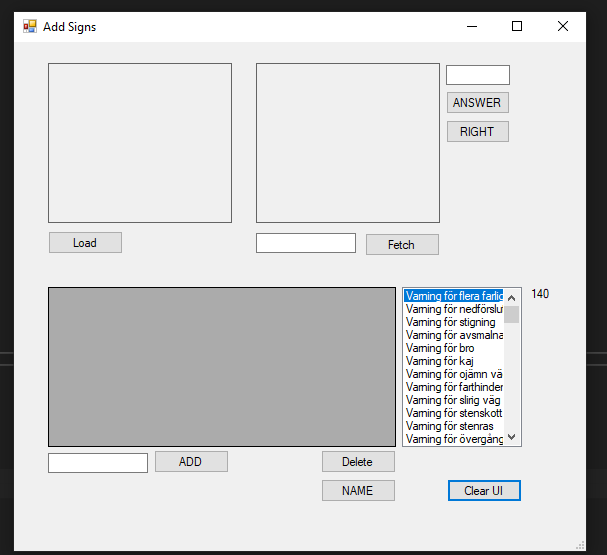 Add Signs
ANSWER
RIGHT
Load
Fetch
Varning för flera farlig
Varning för nedförslut
Varning för stigning
Varning för avsmalna
Varning för bro
Varning för kaj
Varning för ojämn vä
Varning för farthinder
Varning för slirig väg
Varning för stenskott
Varning för stenras
Varning för övergång
140
ADD
Delete
NAME
Clear UI